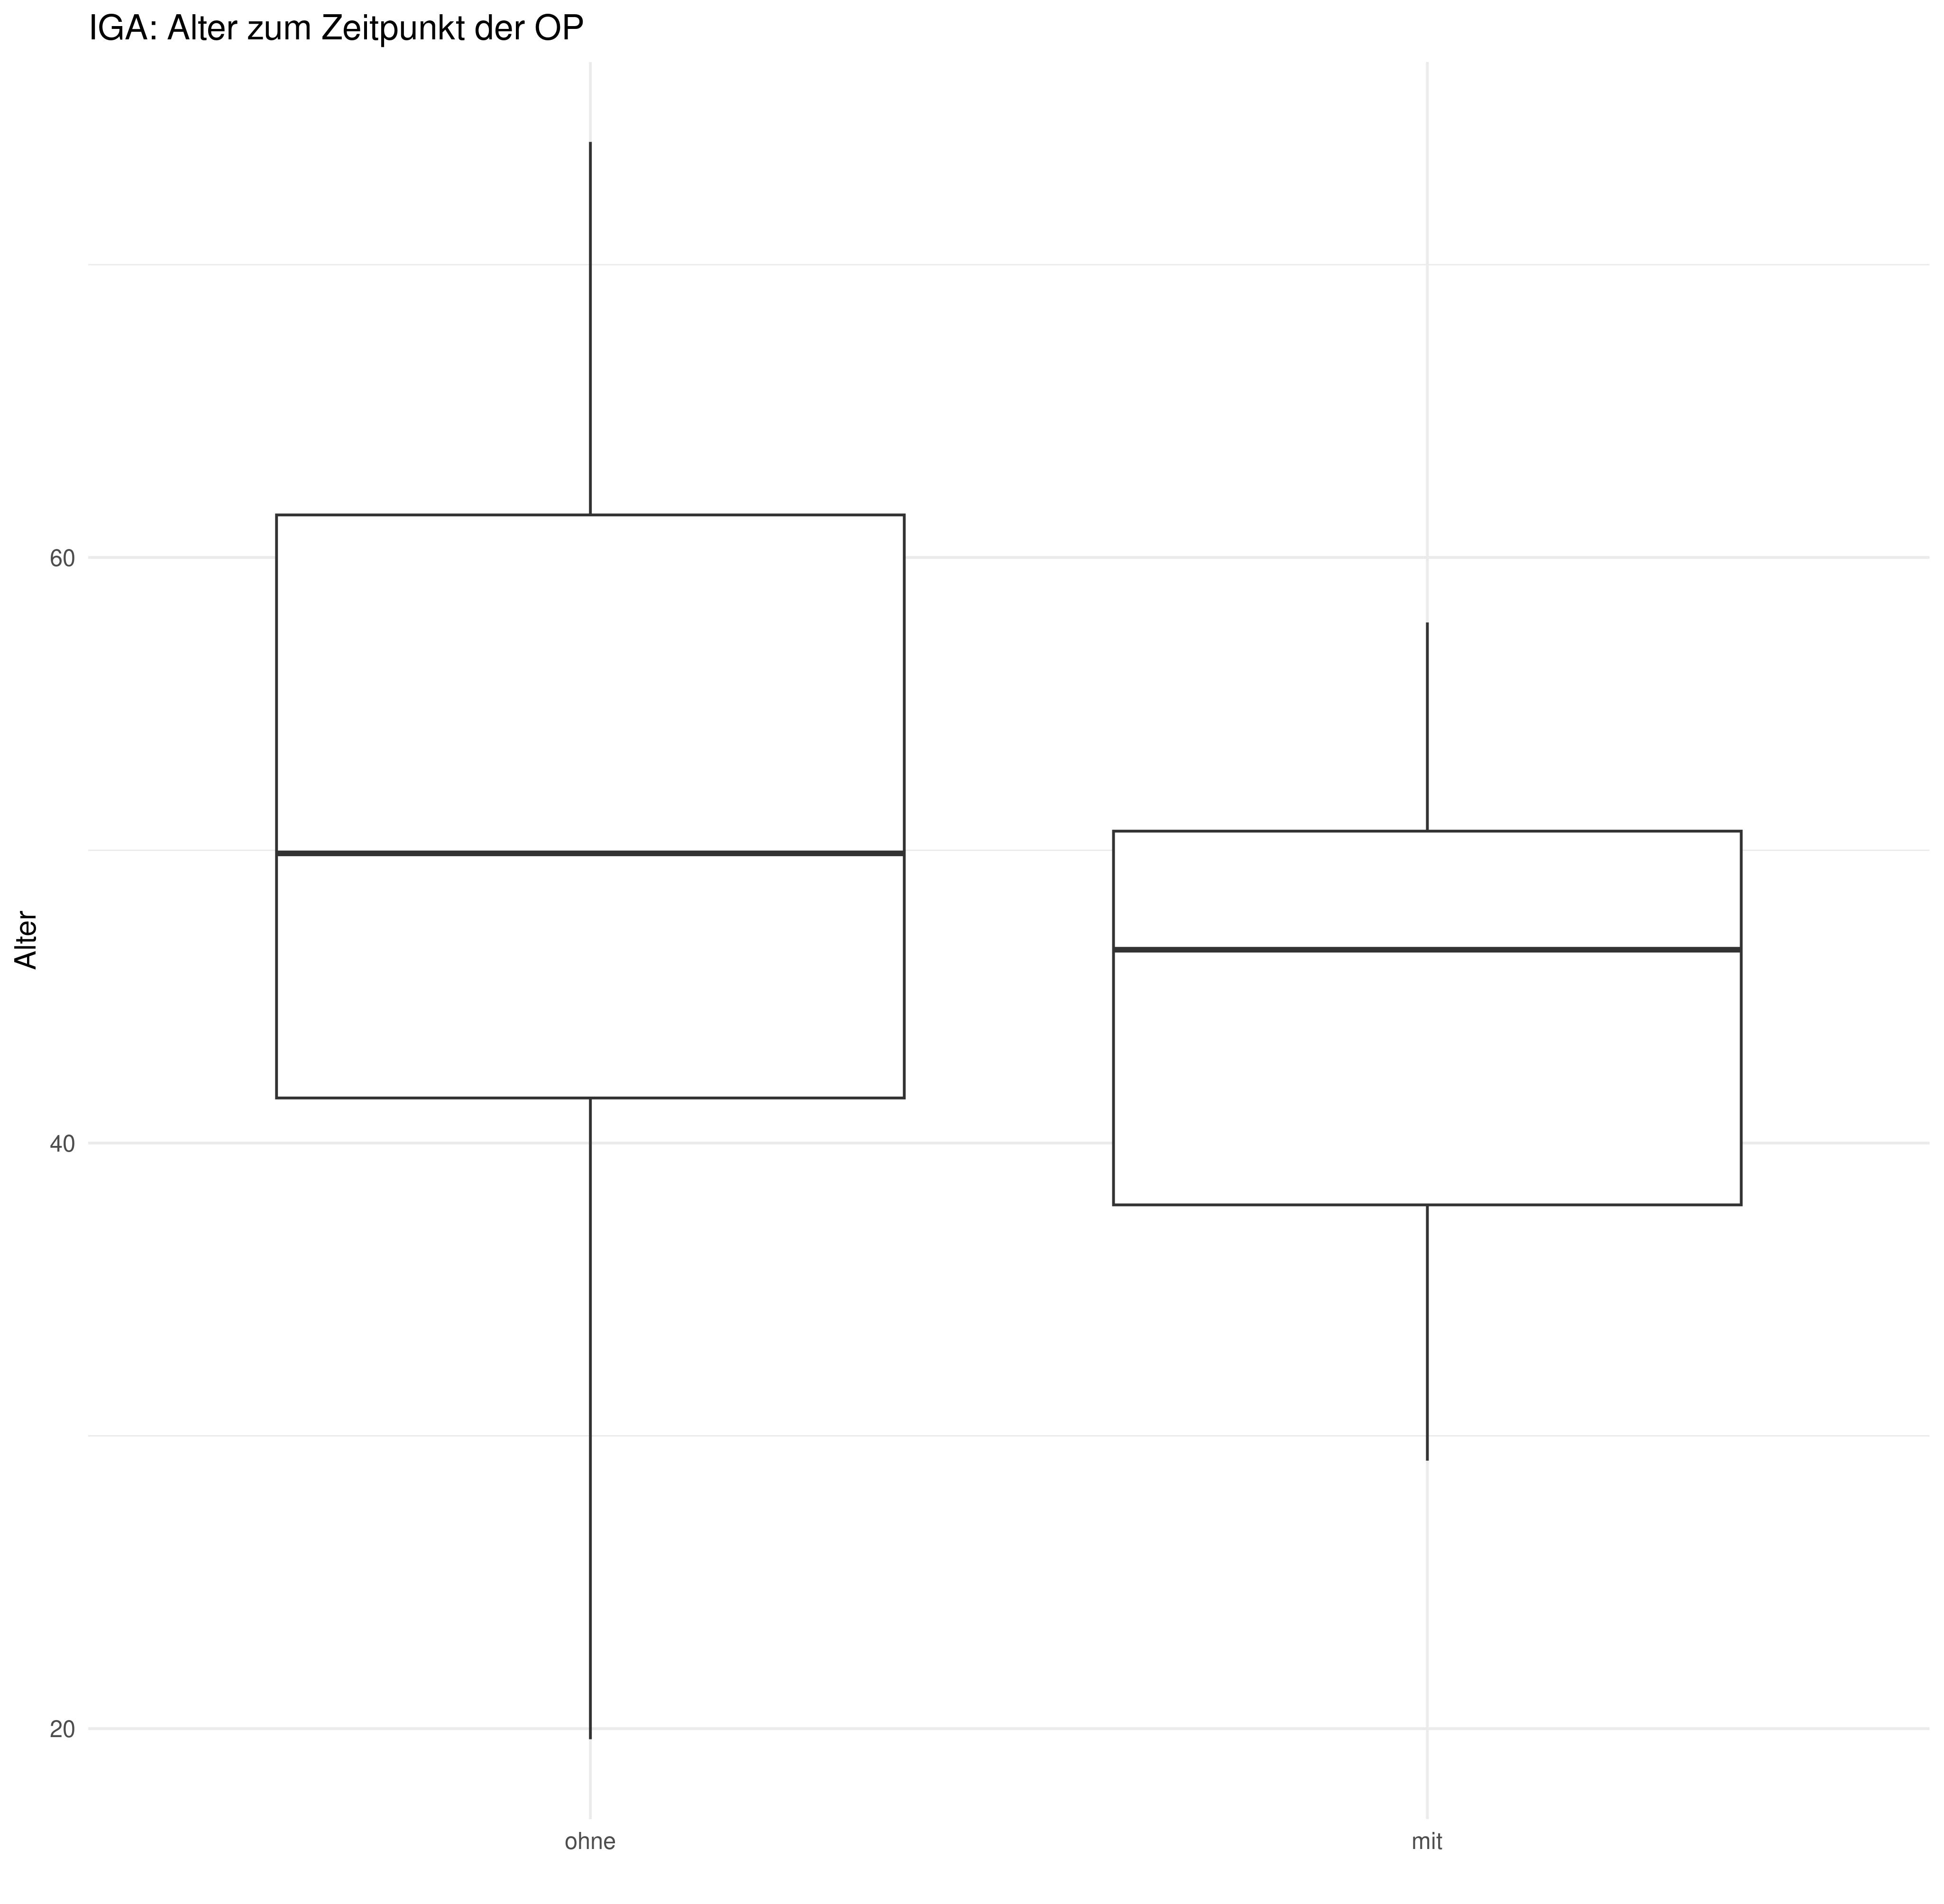 IGA: Alter zum Zeitpunkt der OP
60
40
20
Alter
ohne
mit